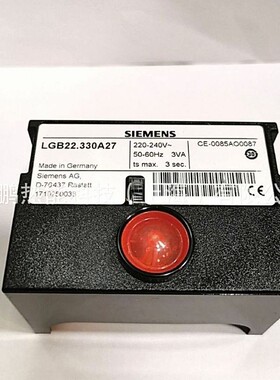 SIEMENS
LGB22.330A27
220-240V~
CE-0085AO0087
50-60Hz 3VA
ts max. 3 sec.
Made in Germany
Siemens AG,
D-76437 Rastatt